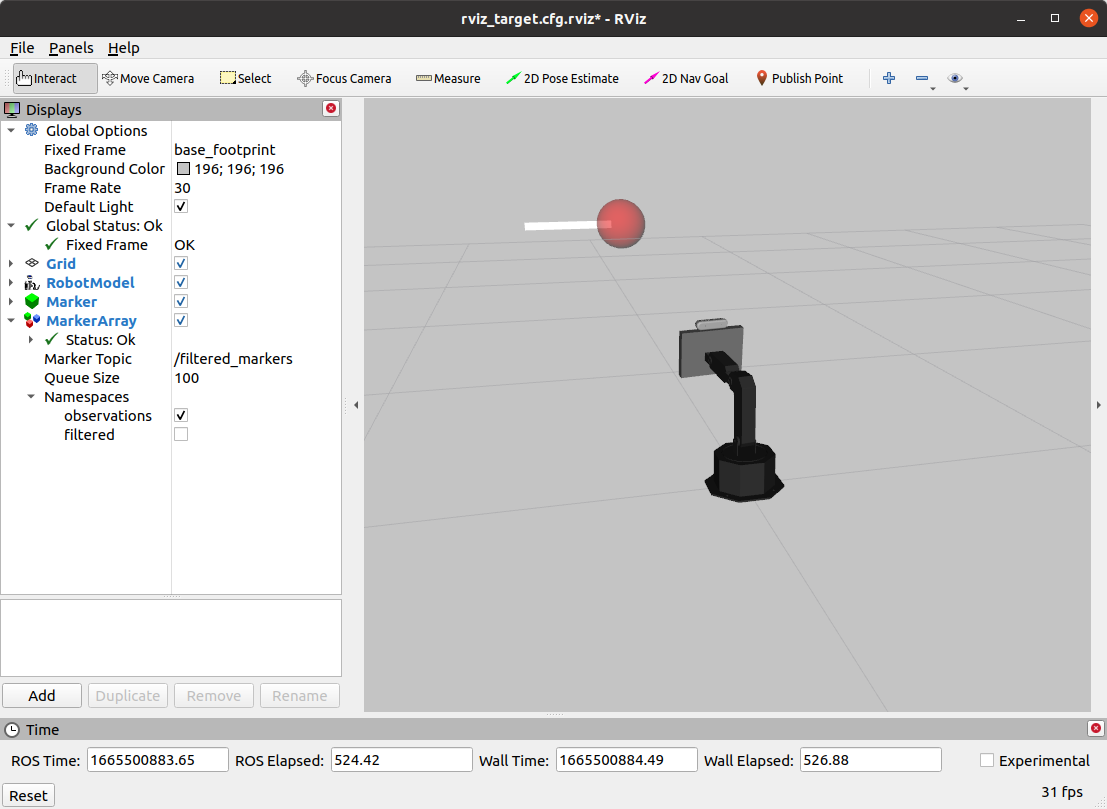 rviz_target.cfg.rviz* - RViz
File Panels Help
Interact Move Camera Select Focus Camera Measure 2D Pose Estimate 2D Nav Goal Publish Point
Displays
Global Options
Fixed Frame base_footprint
Background Color 196; 196; 196
Frame Rate 30
Default Light
Global Status: Ok
Fixed Frame OK
Grid
RobotModel
Marker
MarkerArray
Status: Ok
Marker Topic /filtered_markers
Queue Size 100
Namespaces
observations
filtered
Add Duplicate Remove Rename
Time
ROS Time: 1665500883.65 ROS Elapsed: 524.42 Wall Time: 1665500884.49 Wall Elapsed: 526.88 Experimental
Reset 31 fps